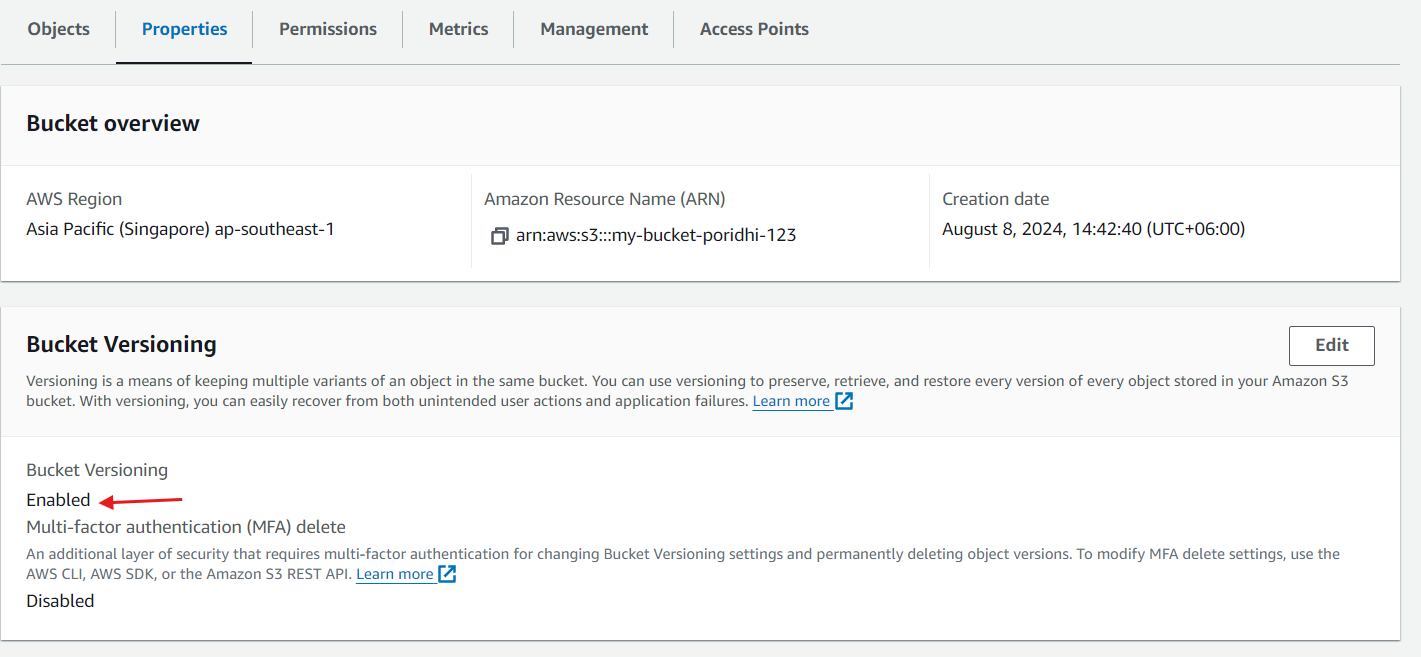 Objects
Properties
Permissions
Metrics
Management
Access Points
Bucket overview
AWS Region
Asia Pacific (Singapore) ap-southeast-1
Amazon Resource Name (ARN)
arn:aws:s3:::my-bucket-poridhi-123
Creation date
August 8, 2024, 14:42:40 (UTC+06:00)
Bucket Versioning
Edit
Versioning is a means of keeping multiple variants of an object in the same bucket. You can use versioning to preserve, retrieve, and restore every version of every object stored in your Amazon S3
bucket. With versioning, you can easily recover from both unintended user actions and application failures. Learn more
Bucket Versioning
Enabled
Multi-factor authentication (MFA) delete
An additional layer of security that requires multi-factor authentication for changing Bucket Versioning settings and permanently deleting object versions. To modify MFA delete settings, use the
AWS CLI, AWS SDK, or the Amazon S3 REST API. Learn more
Disabled